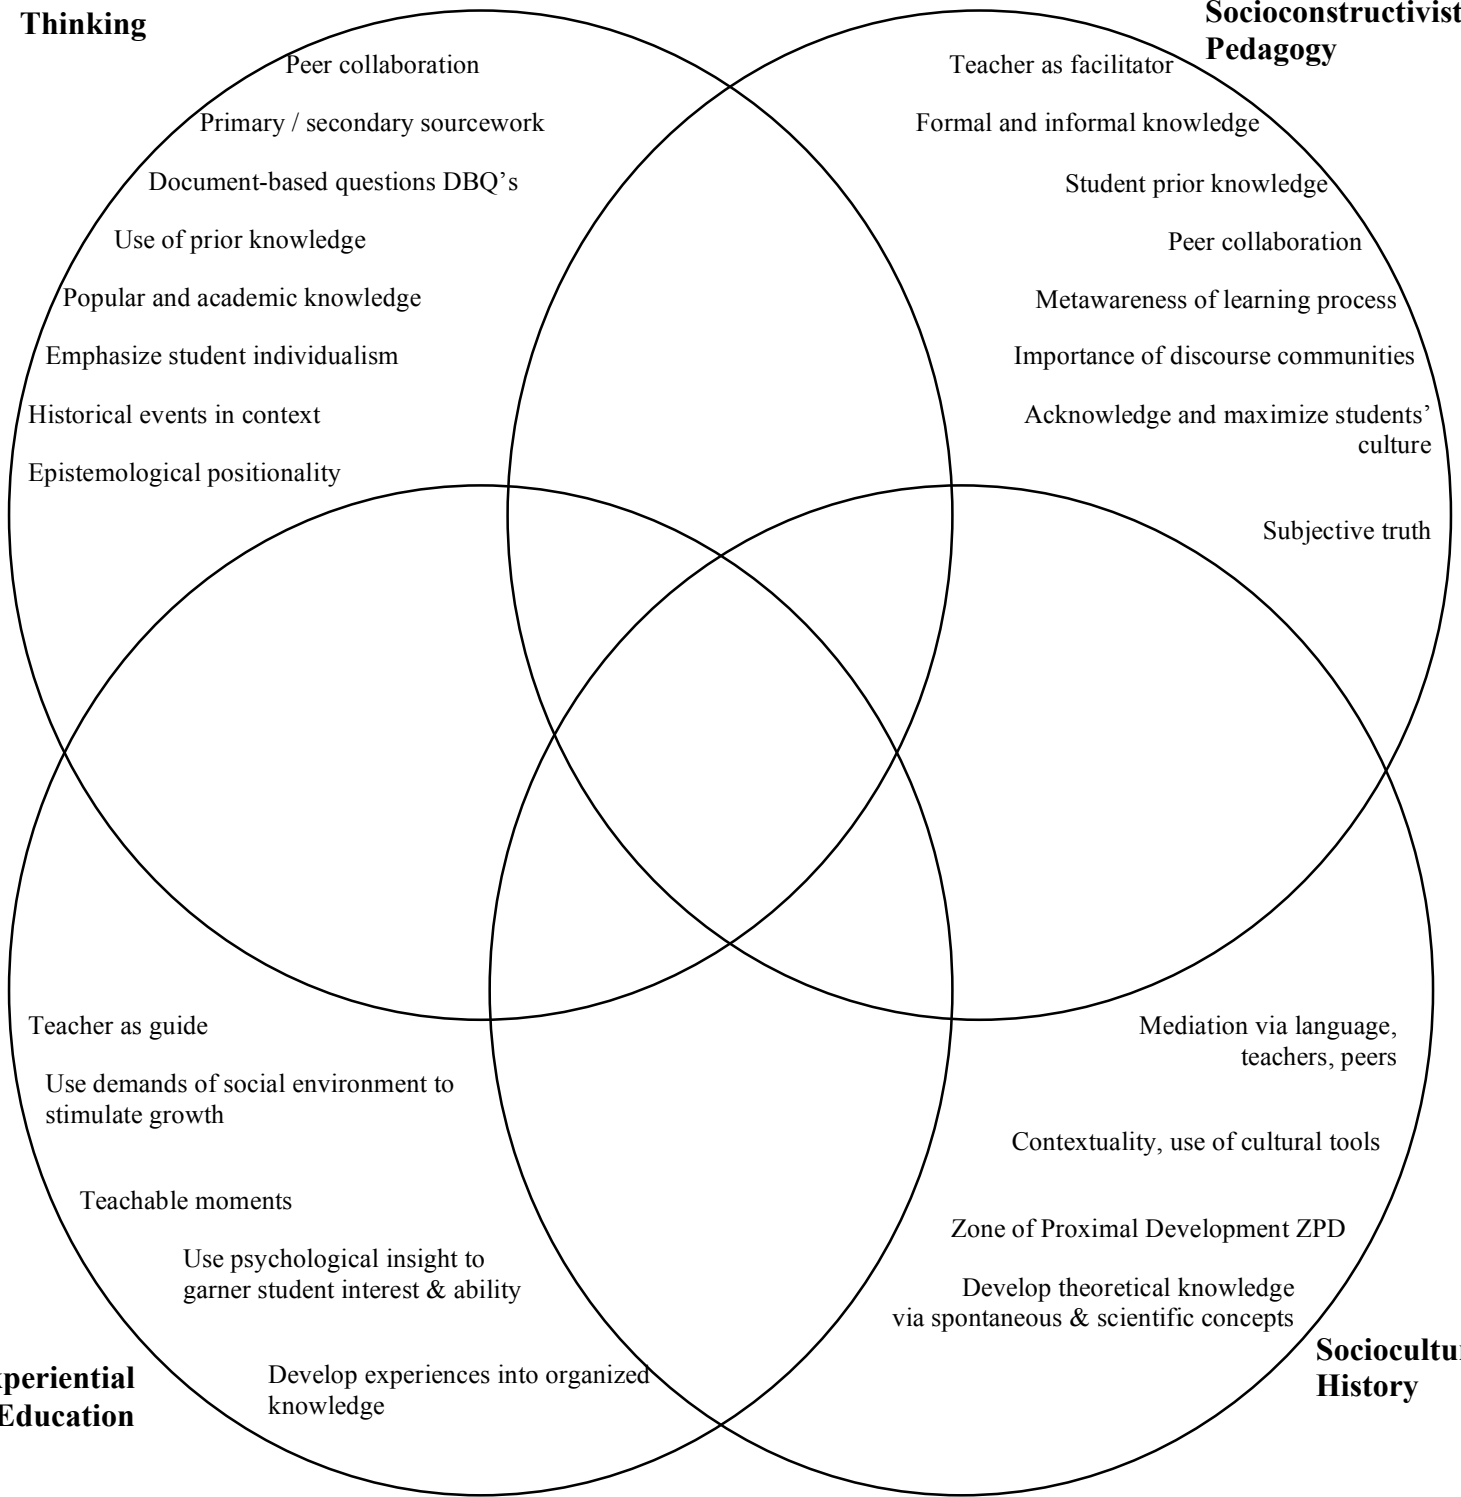 Thinking
Peer collaboration
Primary / secondary sourcework
Document-based questions DBQ’s
Use of prior knowledge
Popular and academic knowledge
Emphasize student individualism
Historical events in context
Epistemological positionality
Socioconstructivist
Pedagogy
Teacher as facilitator
Formal and informal knowledge
Student prior knowledge
Peer collaboration
Metawareness of learning process
Importance of discourse communities
Acknowledge and maximize students’
culture
Subjective truth
Teacher as guide
Use demands of social environment to
stimulate growth
Teachable moments
Use psychological insight to
garner student interest & ability
Develop experiences into organized
knowledge
periential
Education
Mediation via language,
teachers, peers
Contextuality, use of cultural tools
Zone of Proximal Development ZPD
Develop theoretical knowledge
via spontaneous & scientific concepts
Sociocultu
History